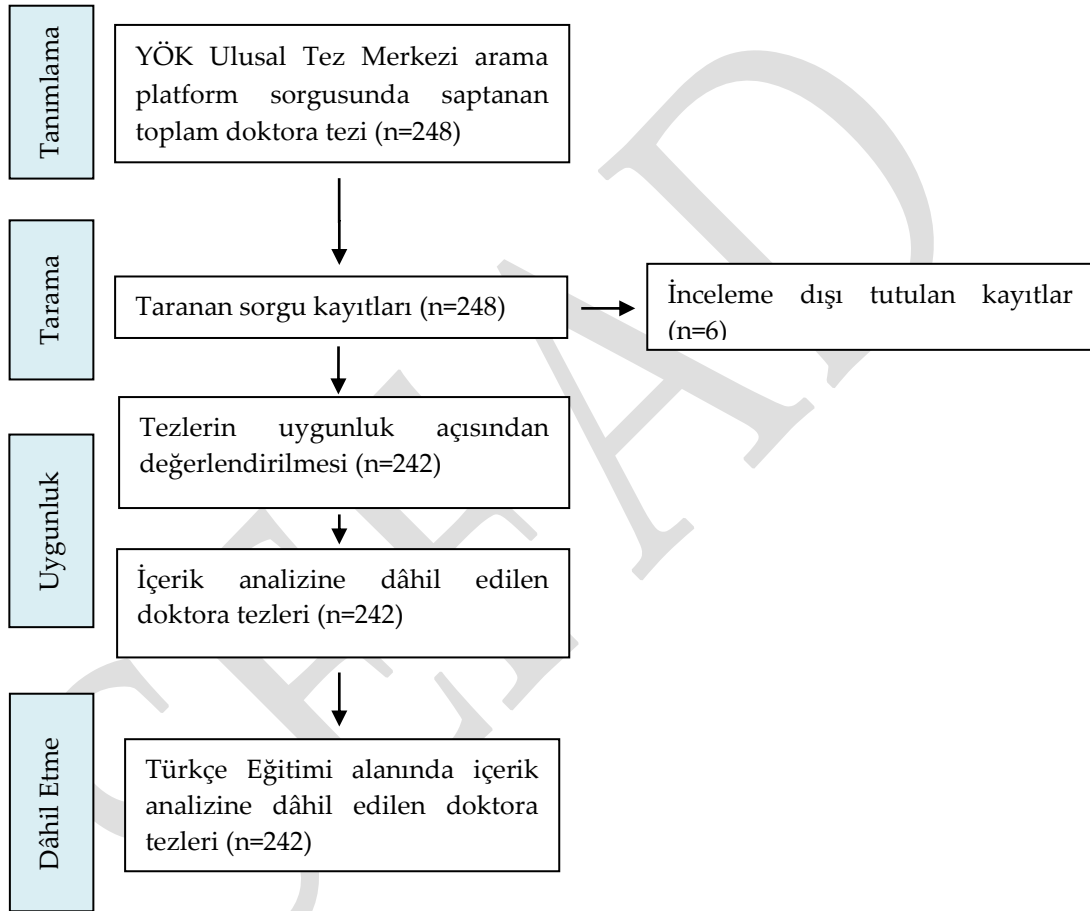 Tanımlama
YÖK Ulusal Tez Merkezi arama
platform sorgusunda saptanan
toplam doktora tezi (n=248)
Tarama
Taranan sorgu kayıtları (n=248)
İnceleme dışı tutulan kayıtlar
(n=6)
Uygunluk
Tezlerin uygunluk açısından
değerlendirilmesi (n=242)
İçerik analizine dâhil edilen
doktora tezleri (n=242)
Dâhil Etme
Türkçe Eğitimi alanında içerik
analizine dâhil edilen doktora
tezleri (n=242)